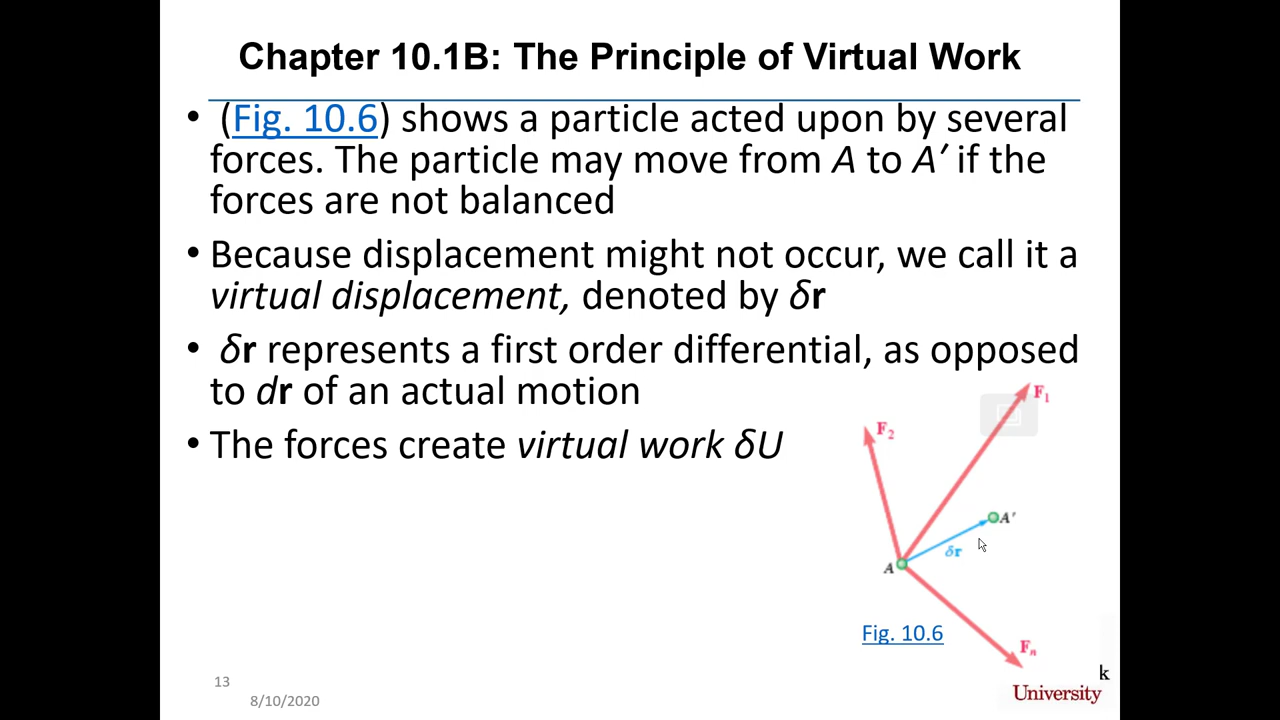 Chapter 10.1B: The Principle of Virtual Work
• (Fig. 10.6) shows a particle acted upon by several
forces. The particle may move from A to A′ if the
forces are not balanced
• Because displacement might not occur, we call it a
virtual displacement, denoted by δr
• δr represents a first order differential, as opposed
to dr of an actual motion
• The forces create virtual work δU
F₁
F₂
A′
δr
A
Fig. 10.6
Fₙ
k
University
13
8/10/2020